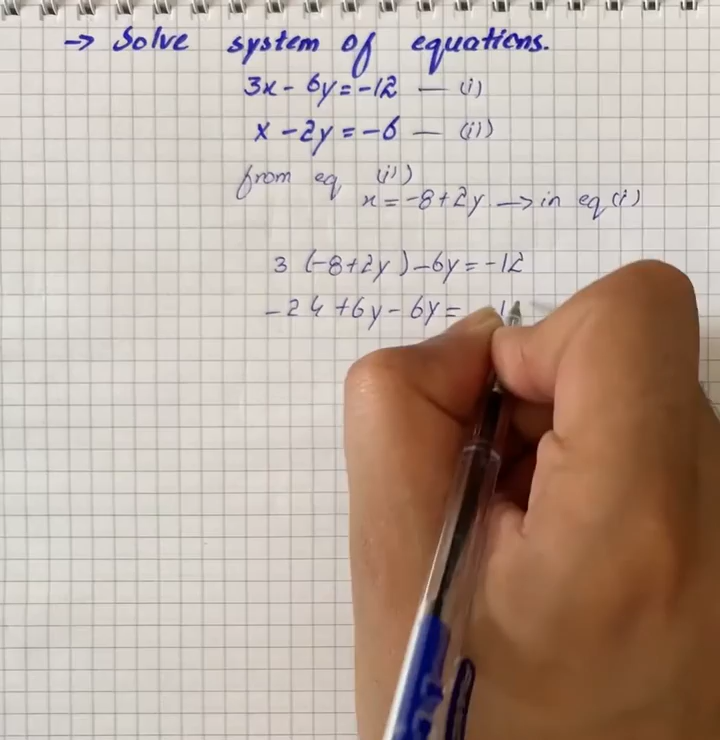 → Solve system of equations.
3x - 6y = -12 — (i)
x - 2y = -6 — (ii)
from eq (ii)
x = -8 + 2y → in eq (i)
3 (-8 + 2y) - 6y = -12
-24 + 6y - 6y = - 1